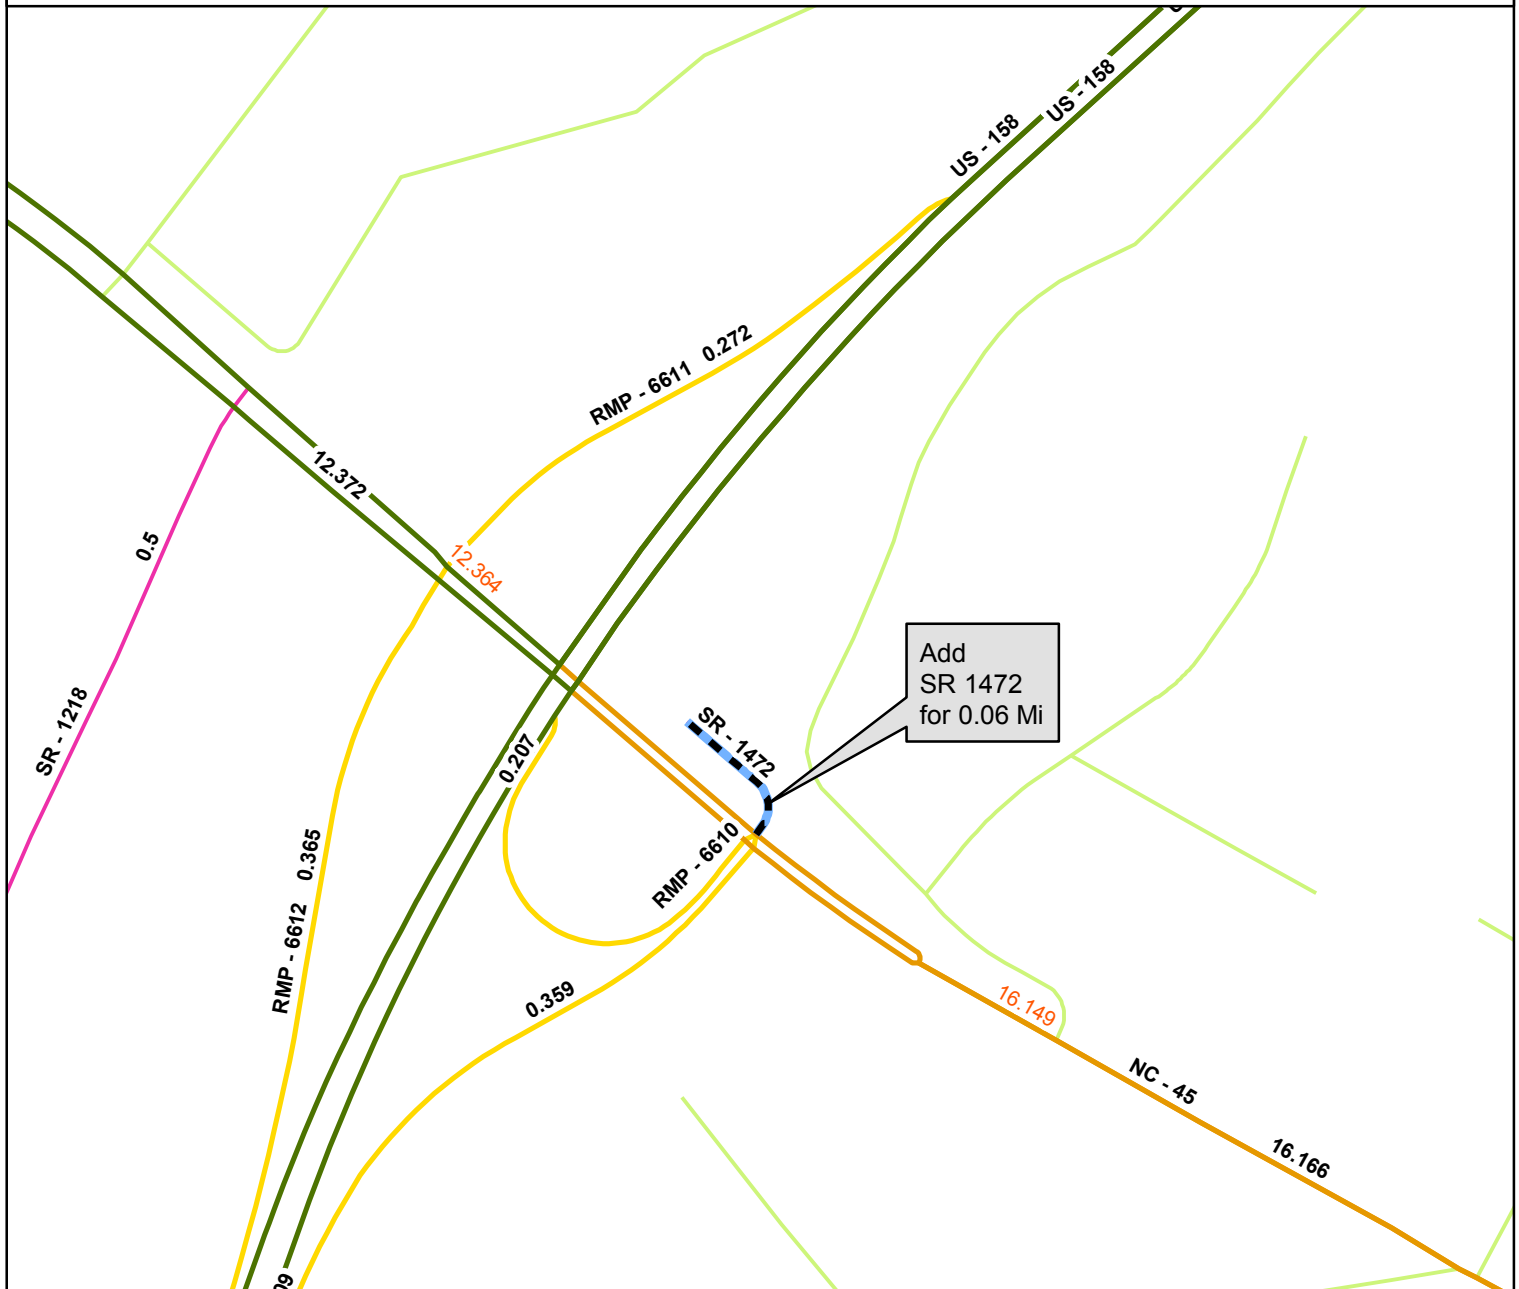 US - 158
US - 158
RMP - 6611 0.272
12.372
12.364
0.5
SR - 1218
Add
SR 1472
for 0.06 Mi
SR - 1472
0.207
RMP - 6610
RMP - 6612 0.365
0.359
16.149
NC - 45
16.166